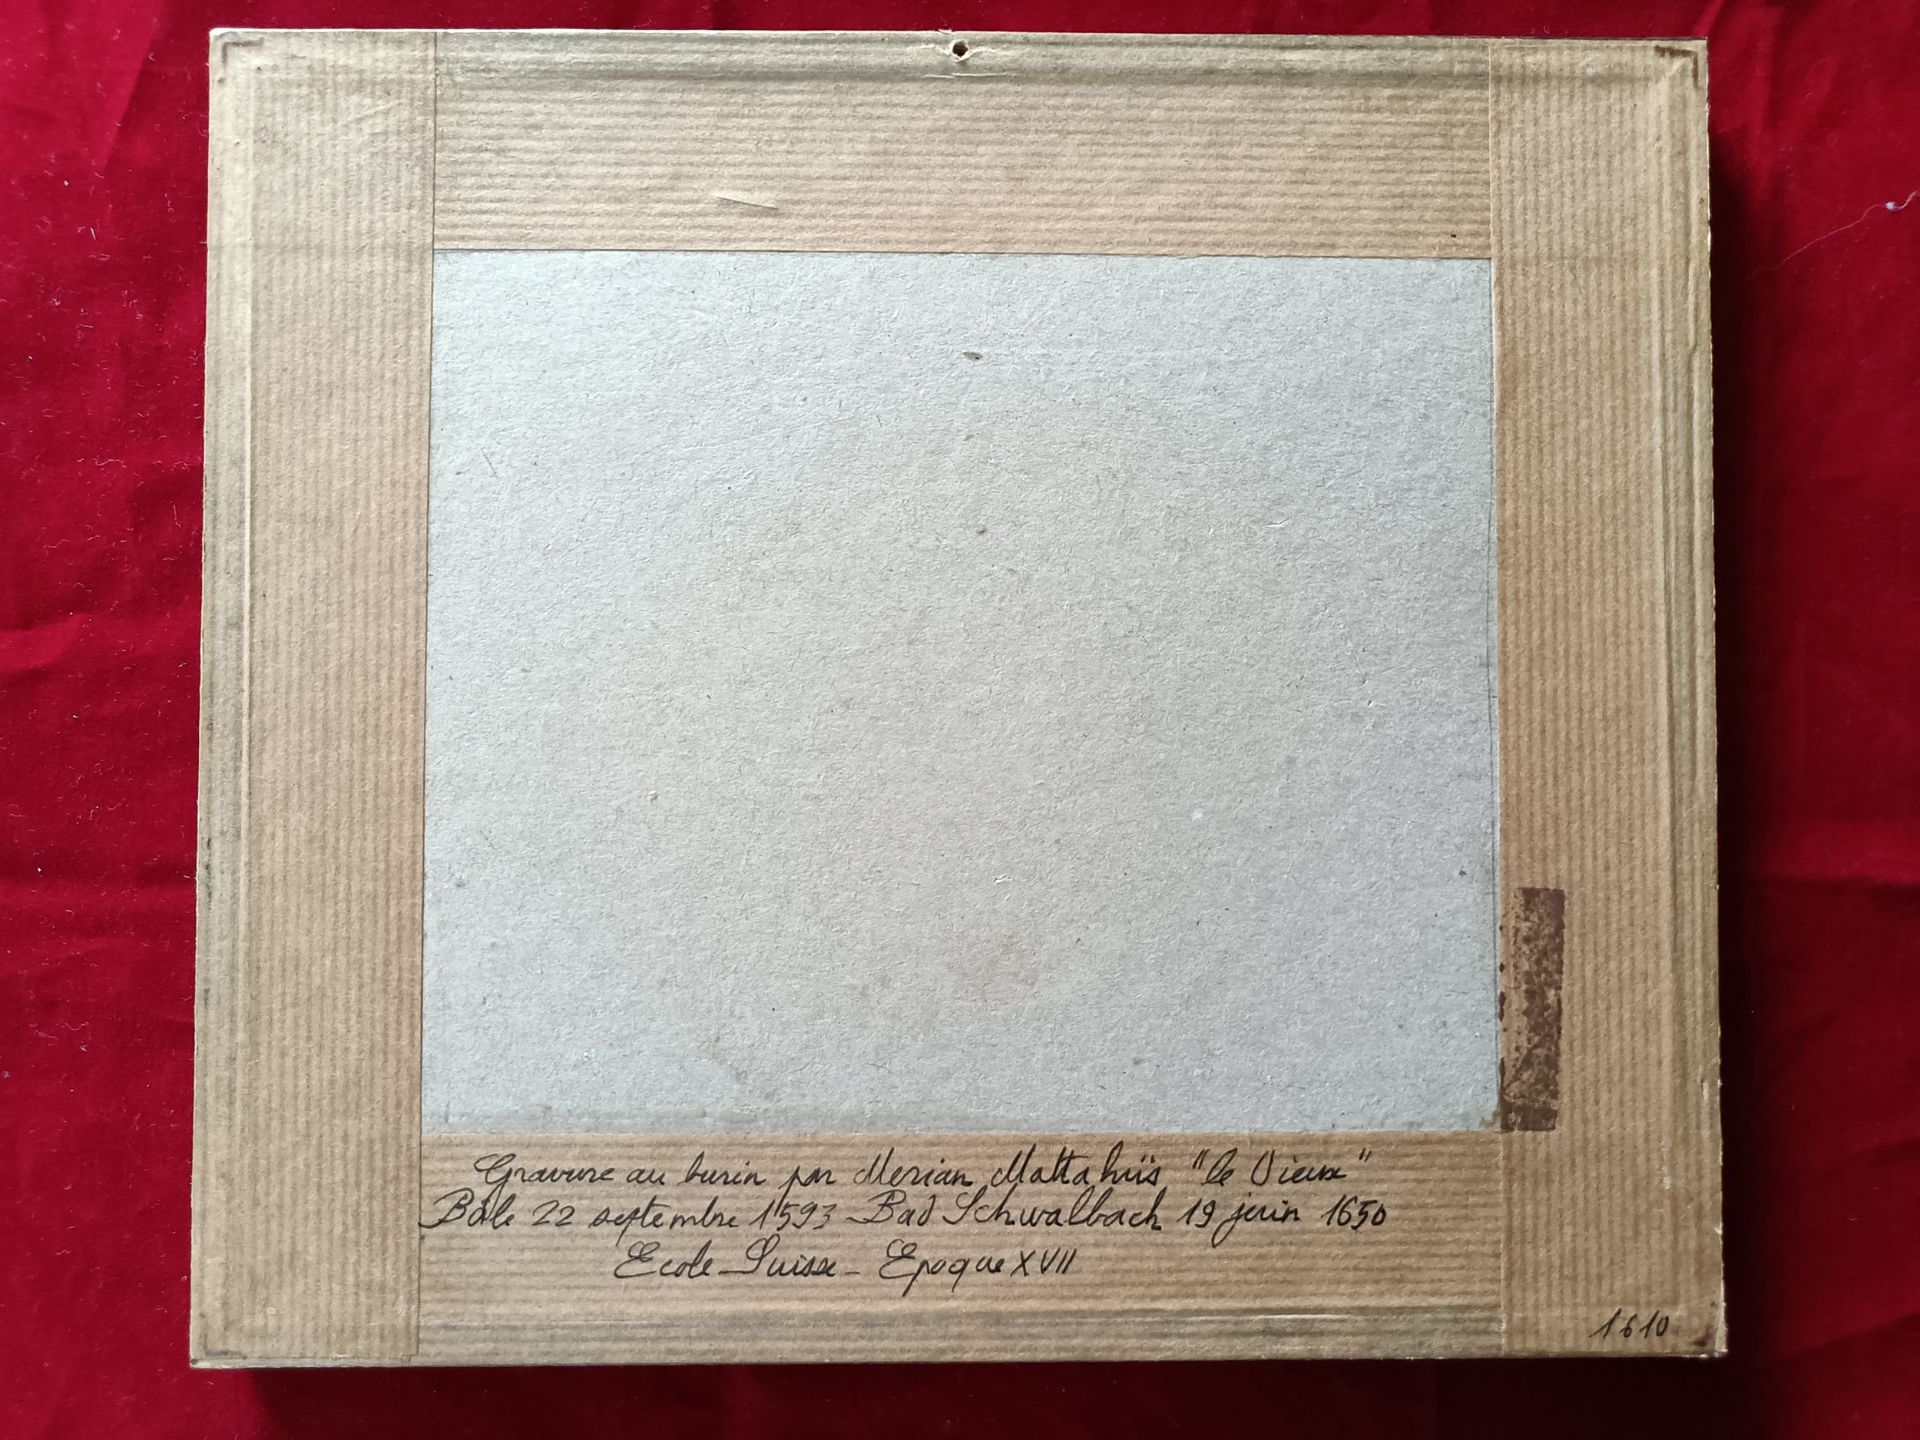 Gravure au burin par Merian Mattahüs "le Vieux"
Bâle 22 septembre 1593 - Bad Schwalbach 19 juin 1650
Ecole Suisse - Epoque XVII
1610